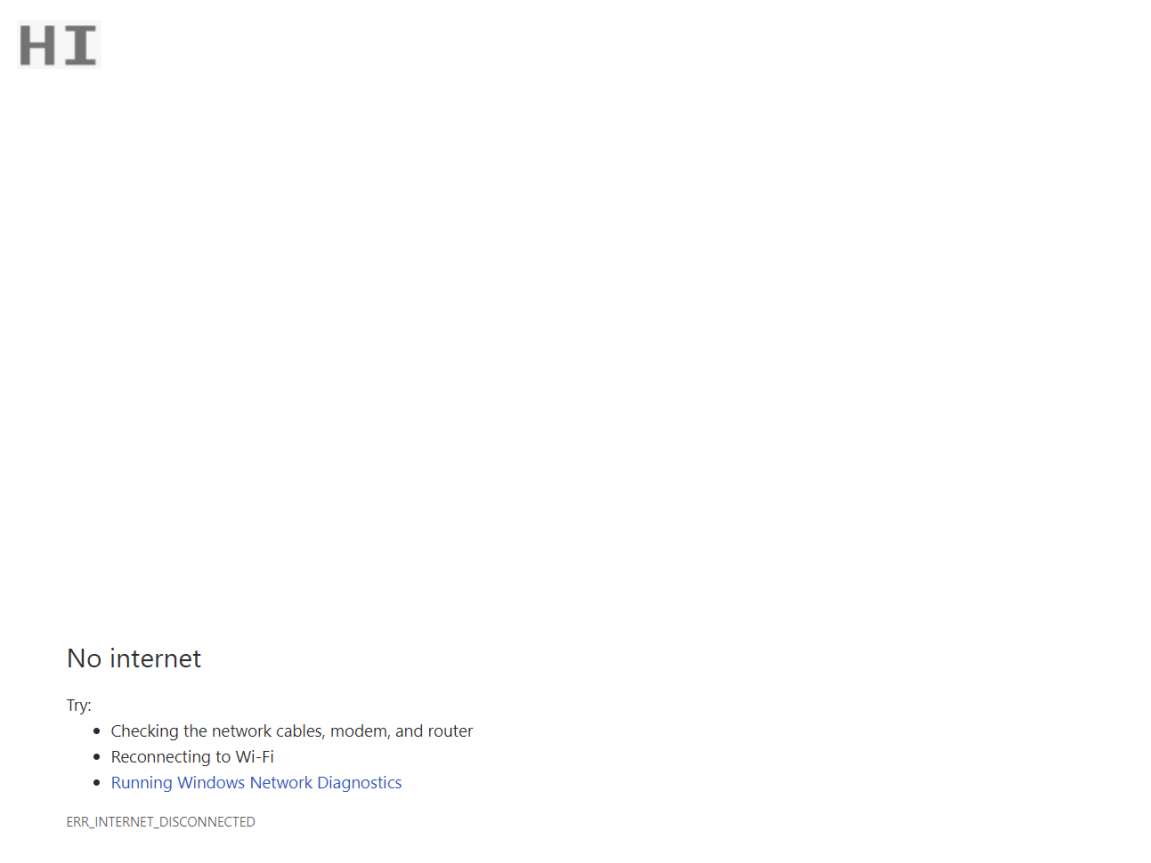 HI
No internet
Try:
Checking the network cables, modem, and router
Reconnecting to Wi-Fi
Running Windows Network Diagnostics
ERR_INTERNET_DISCONNECTED